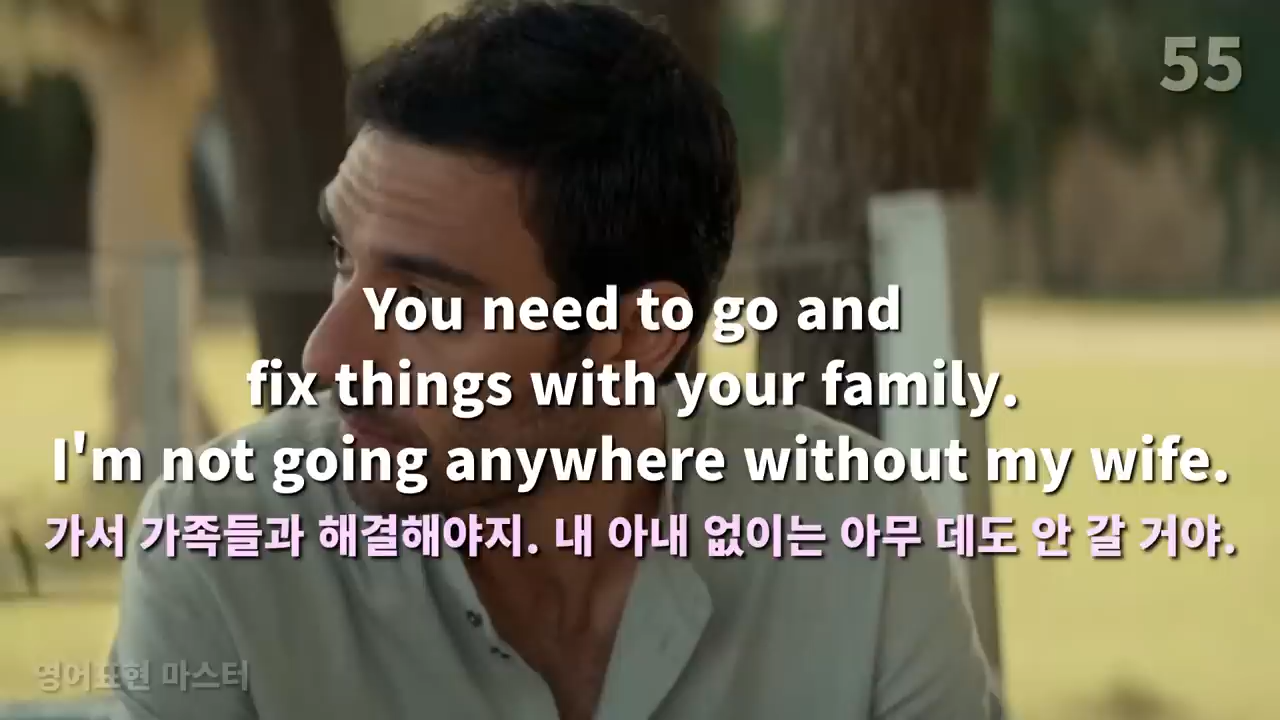 55
You need to go and
fix things with your family.
I'm not going anywhere without my wife.
가서 가족들과 해결해야지. 내 아내 없이는 아무 데도 안 갈 거야.
영어표현 마스터